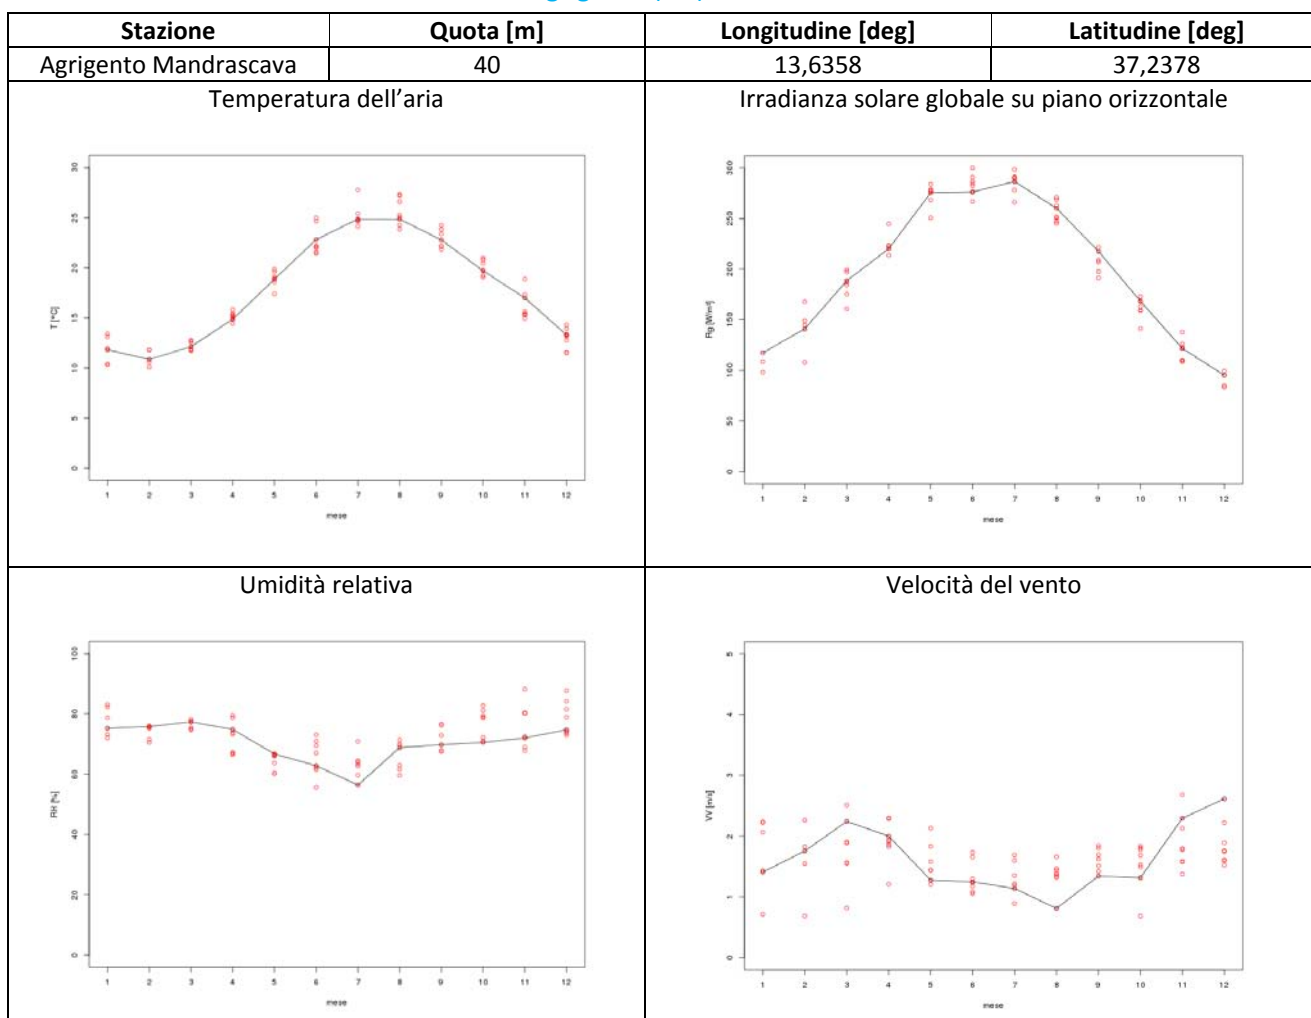 Stazione Quota [m] Longitudine [deg] Latitudine [deg]
Agrigento Mandrascava 40 13,6358 37,2378
Temperatura dell'aria
T [°C]
30
25
20
15
10
5
0
1 2 3 4 5 6 7 8 9 10 11 12
mese
Irradianza solare globale su piano orizzontale
Rg [W/m²]
300
250
200
150
100
50
0
1 2 3 4 5 6 7 8 9 10 11 12
mese
Umidità relativa
RH [%]
100
80
60
40
20
0
1 2 3 4 5 6 7 8 9 10 11 12
mese
Velocità del vento
VV [m/s]
5
4
3
2
1
0
1 2 3 4 5 6 7 8 9 10 11 12
mese